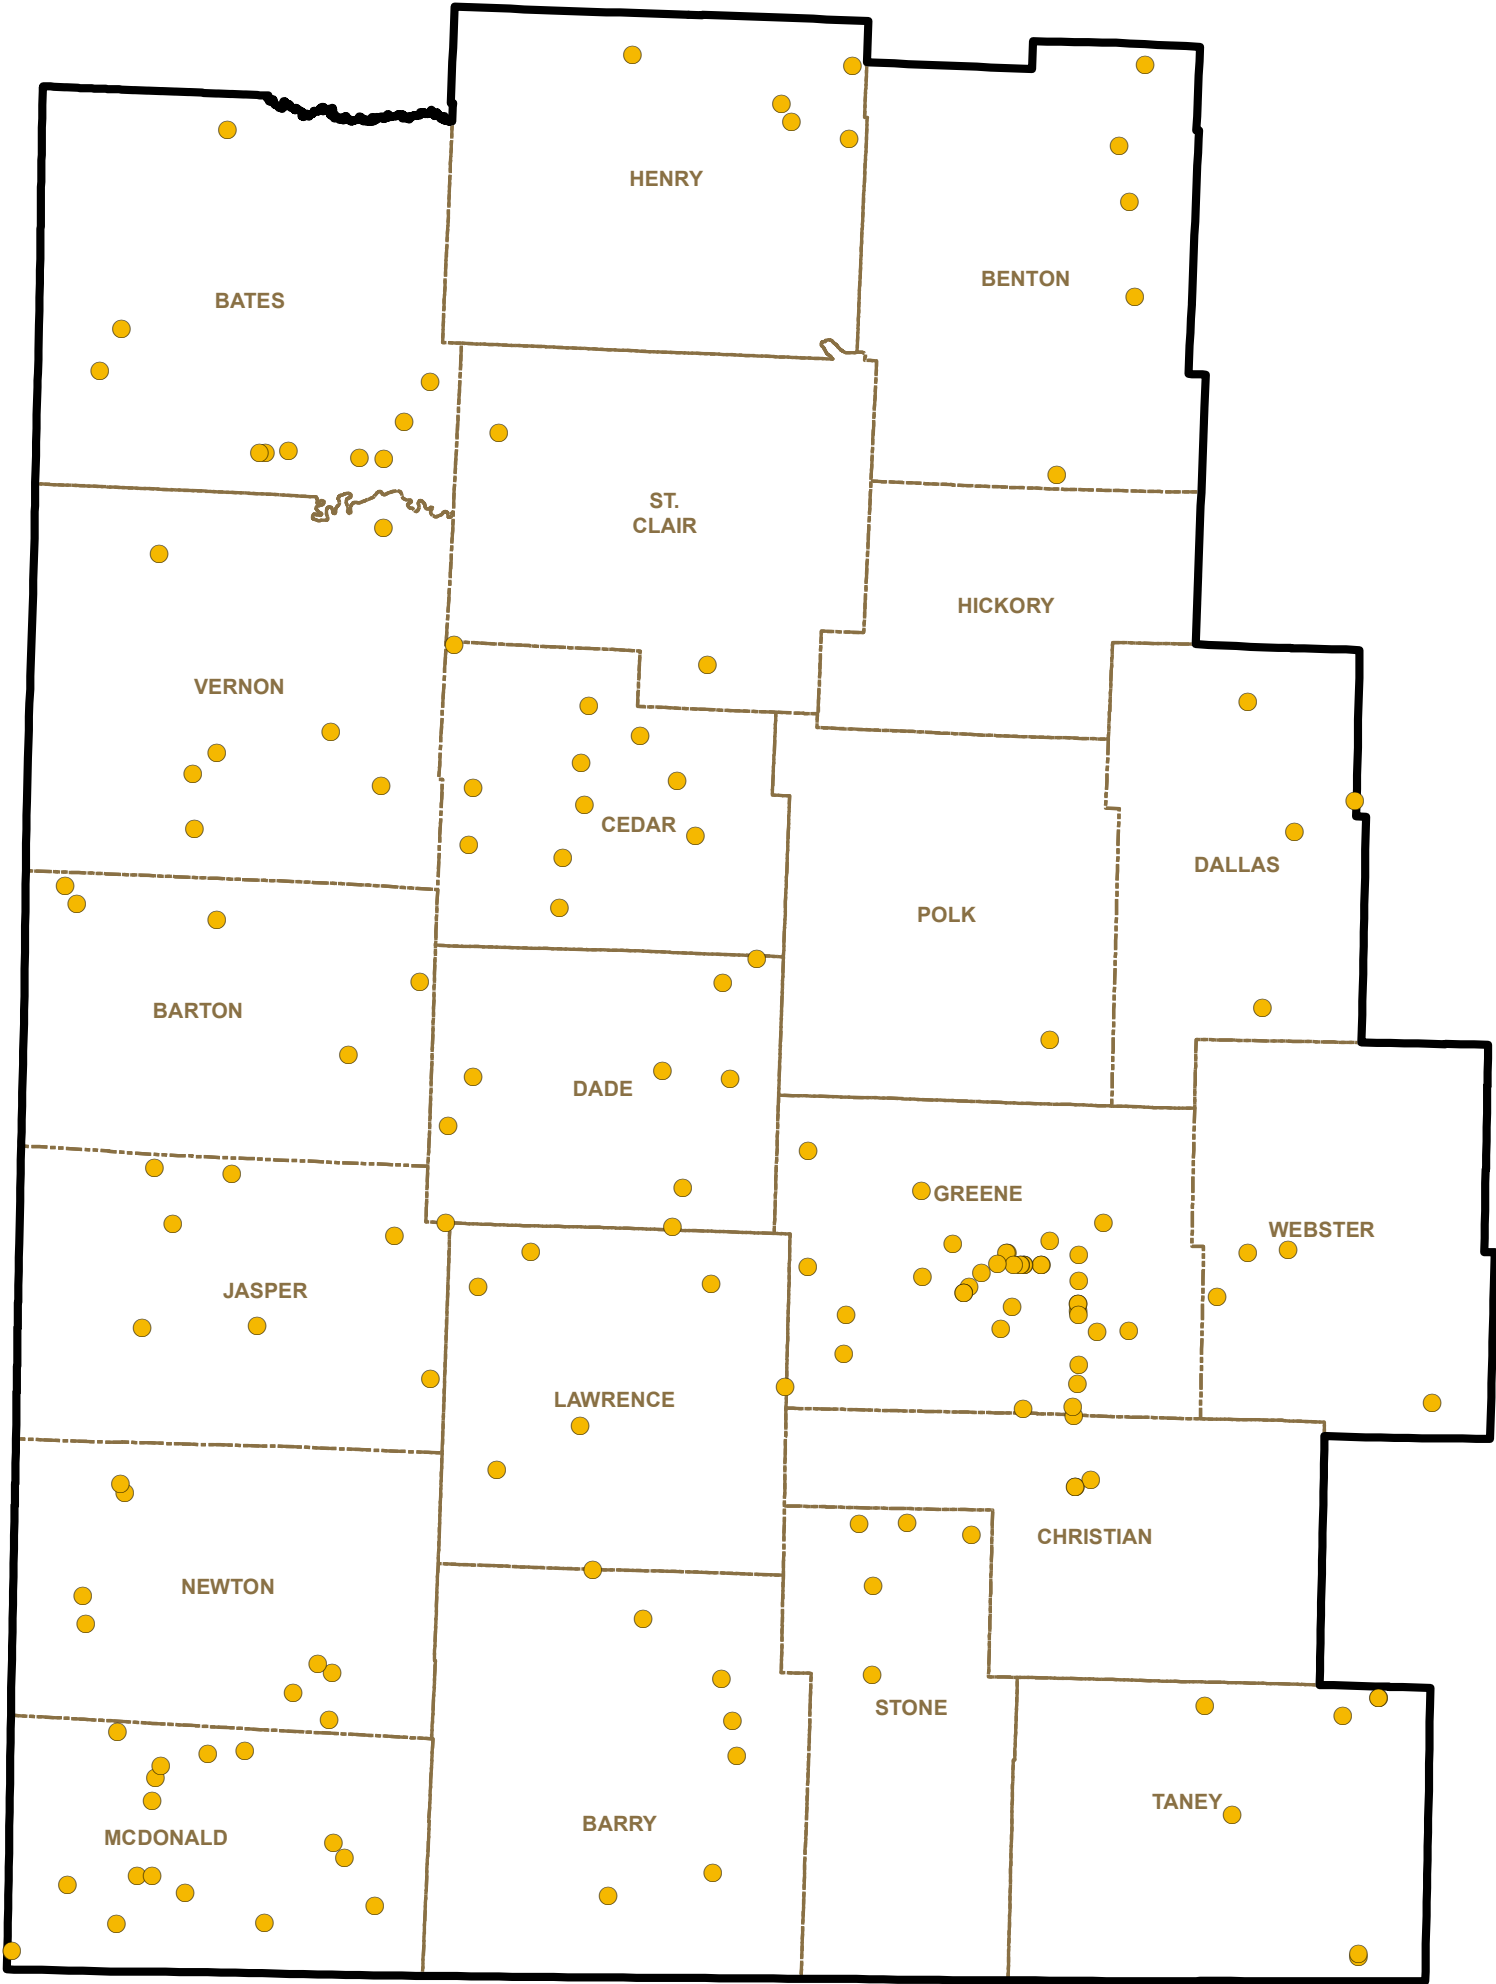 HENRY
BENTON
BATES
ST.
CLAIR
HICKORY
VERNON
CEDAR
DALLAS
POLK
BARTON
DADE
GREENE
WEBSTER
JASPER
LAWRENCE
CHRISTIAN
NEWTON
STONE
TANEY
BARRY
MCDONALD